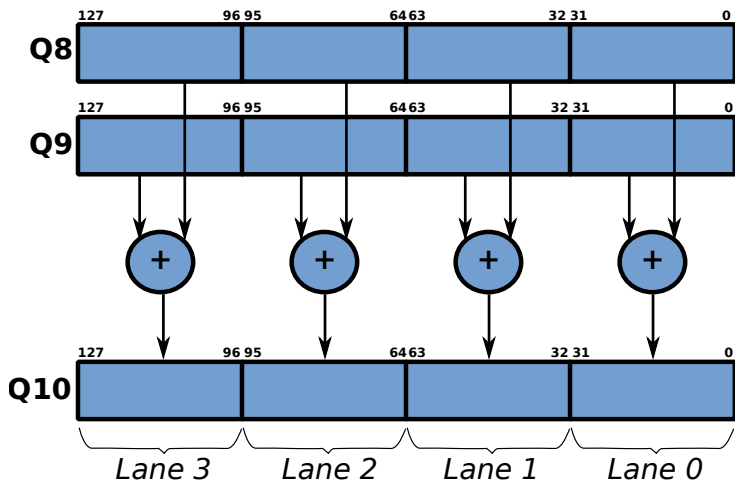 127 96 95 64 63 32 31 0
Q8
127 96 95 64 63 32 31 0
Q9
+ + + +
127 96 95 64 63 32 31 0
Q10
Lane 3 Lane 2 Lane 1 Lane 0